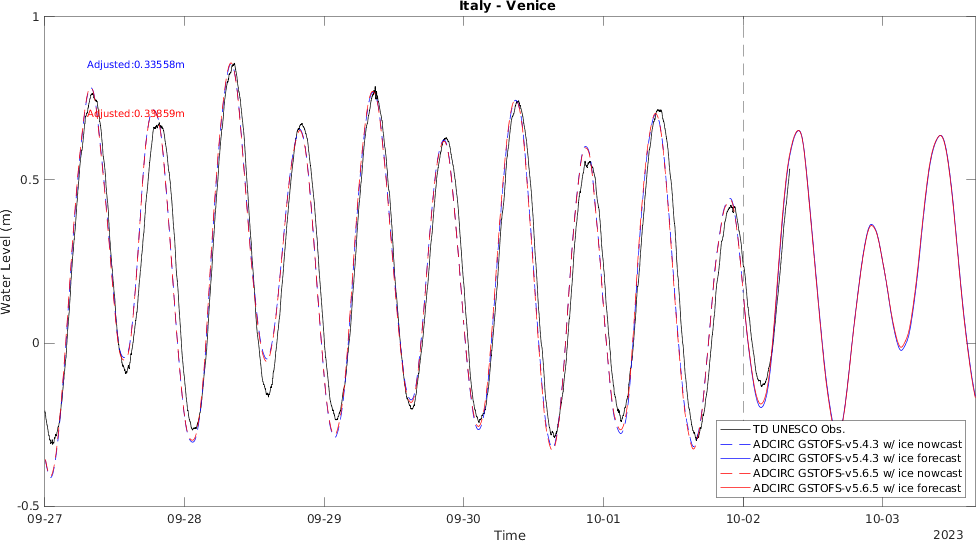 Italy - Venice
1
Adjusted:0.33558m
Adjusted:0.33859m
0.5
Water Level (m)
0
TD UNESCO Obs.
ADCIRC GSTOFS-v5.4.3 w/ ice nowcast
ADCIRC GSTOFS-v5.4.3 w/ ice forecast
ADCIRC GSTOFS-v5.6.5 w/ ice nowcast
ADCIRC GSTOFS-v5.6.5 w/ ice forecast
-0.5
09-27 09-28 09-29 09-30 10-01 10-02 10-03
Time
2023